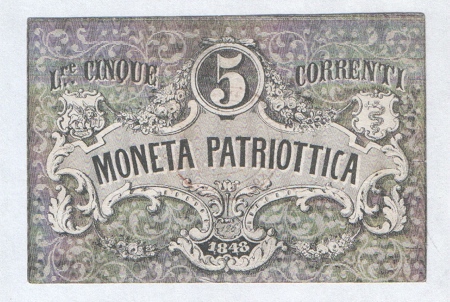 5
Lre CINQUE CORRENTI
MONETA PATRIOTTICA
1848